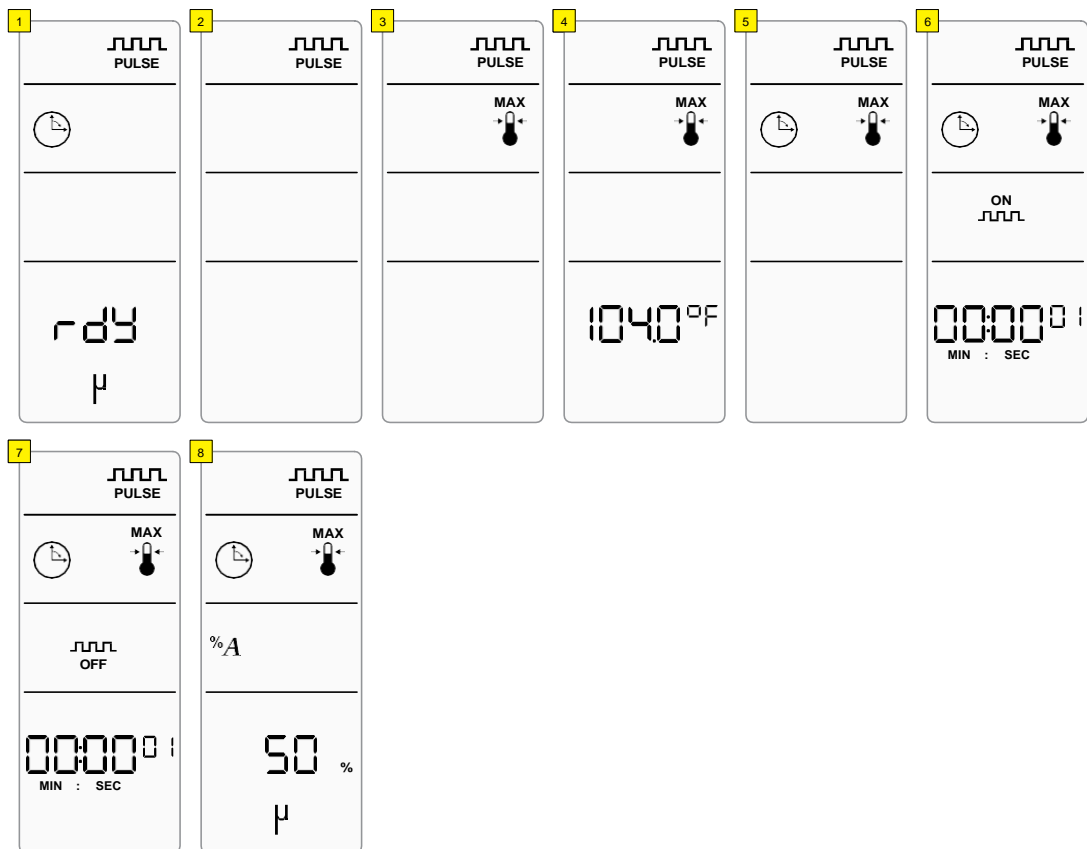 1
PULSE
rdY
µ
2
PULSE
3
PULSE
MAX
4
PULSE
MAX
104.0 °F
5
PULSE
MAX
6
PULSE
MAX
ON
00:00 01
MIN : SEC
7
PULSE
MAX
OFF
00:00 01
MIN : SEC
8
PULSE
MAX
%A
50 %
µ